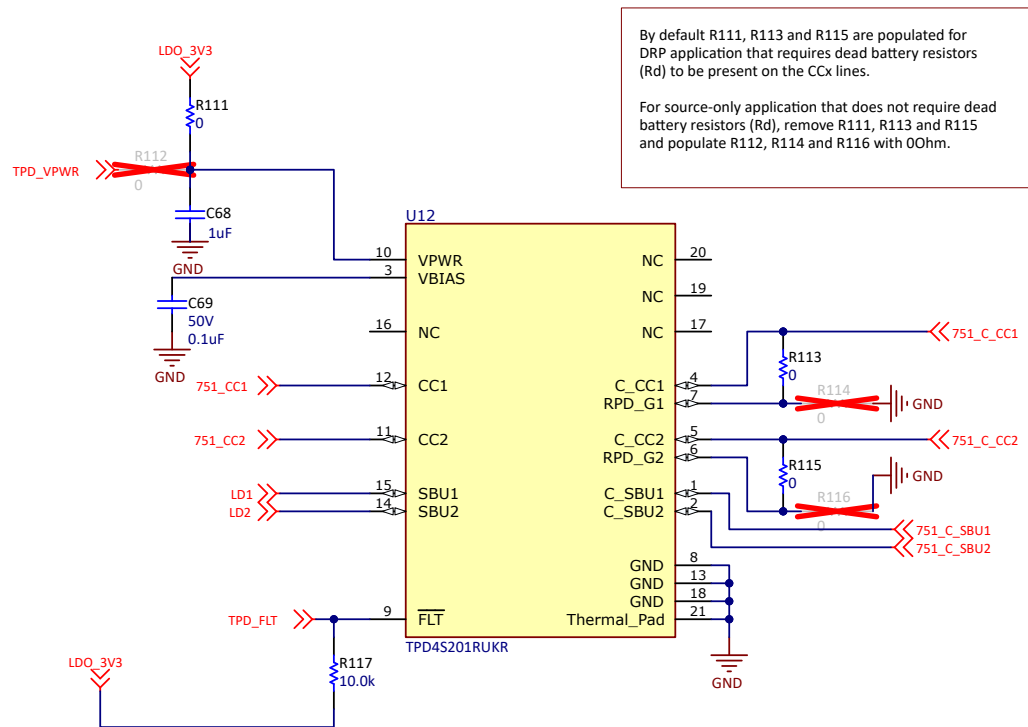 By default R111, R113 and R115 are populated for
DRP application that requires dead battery resistors
(Rd) to be present on the CCx lines.
For source-only application that does not require dead
battery resistors (Rd), remove R111, R113 and R115
and populate R112, R114 and R116 with 0Ohm.
LDO_3V3
R111
0
R112
0
TPD_VPWR
C68
1uF
GND
U12
10
VPWR
3
VBIAS
C69
50V
0.1uF
GND
16
NC
12
CC1
751_CC1
11
CC2
751_CC2
15
SBU1
LD1
14
SBU2
LD2
9
FLT
TPD_FLT
TPD4S201RUKR
R117
10.0k
LDO_3V3
NC
20
NC
19
NC
17
751_C_CC1
R113
0
C_CC1
4
RPD_G1
7
R114
0
GND
C_CC2
5
751_C_CC2
RPD_G2
6
R115
0
GND
R116
0
C_SBU1
1
C_SBU2
2
751_C_SBU1
751_C_SBU2
GND
8
GND
13
GND
18
Thermal_Pad
21
GND